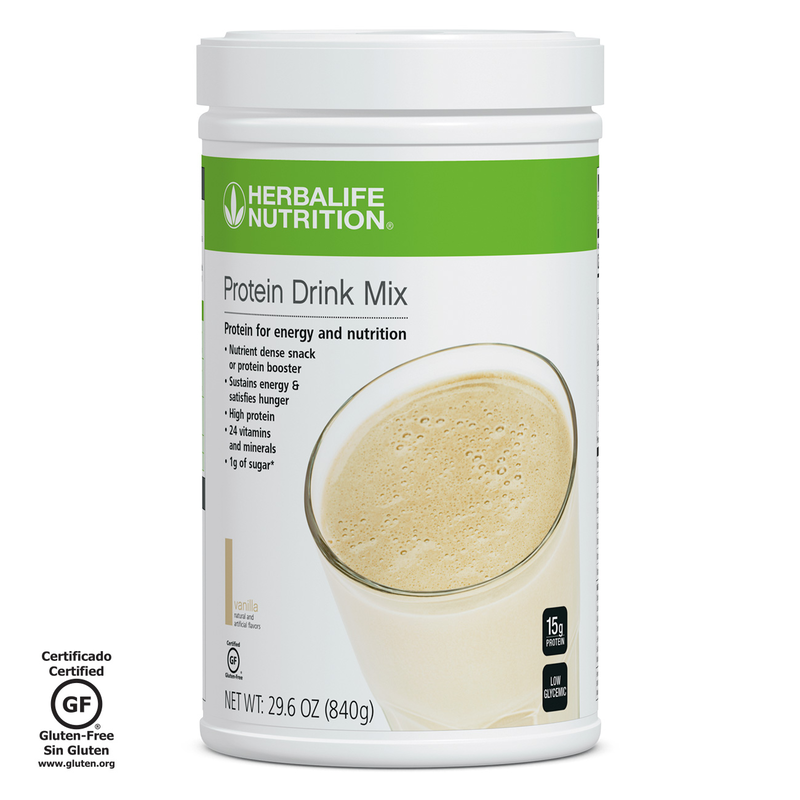 HERBALIFE
NUTRITION®
Protein Drink Mix
Protein for energy and nutrition
• Nutrient dense snack
or protein booster
• Sustains energy &
satisfies hunger
• High protein
• 24 vitamins
and minerals
• 1g of sugar*
vanilla
natural and
artificial flavors
Certified
GF
Gluten-Free
15g
PROTEIN
LOW
GLYCEMIC
NET WT: 29.6 OZ (840g)
Certificado
Certified
GF®
Gluten-Free
Sin Gluten
www.gluten.org